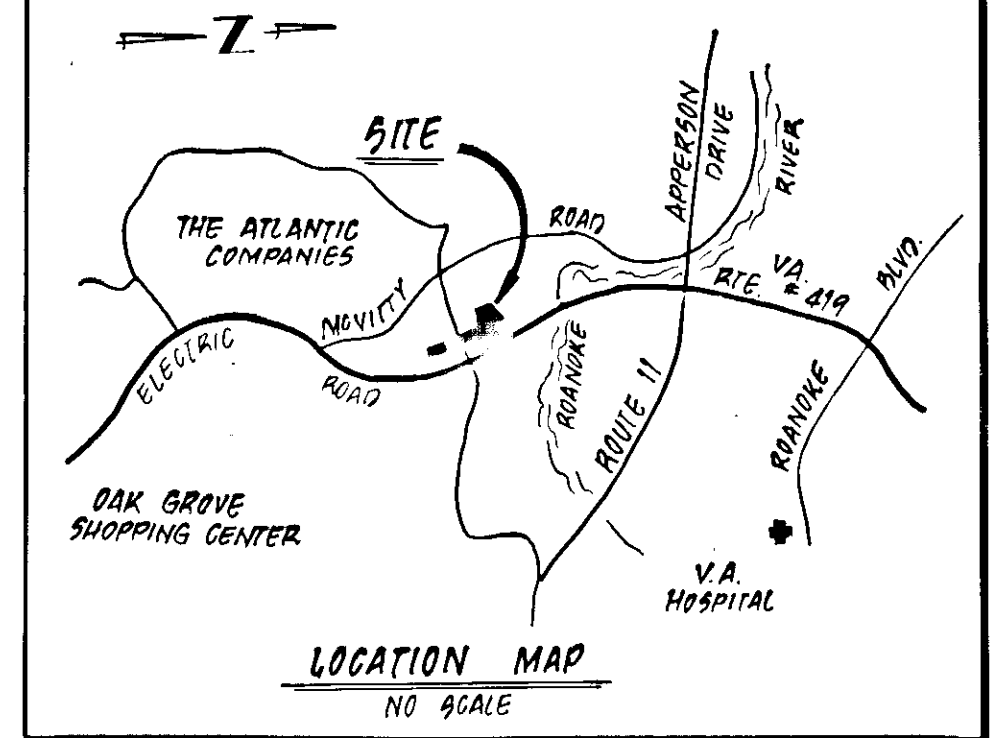 N
SITE
APPERSON
DRIVE
RIVER
THE ATLANTIC
COMPANIES
ROAD
MCVITTY
VA.
RTE. # 419
BLVD.
ELECTRIC
ROAD
ROANOKE
ROUTE 11
ROANOKE
OAK GROVE
SHOPPING CENTER
V.A.
HOSPITAL
LOCATION MAP
NO SCALE